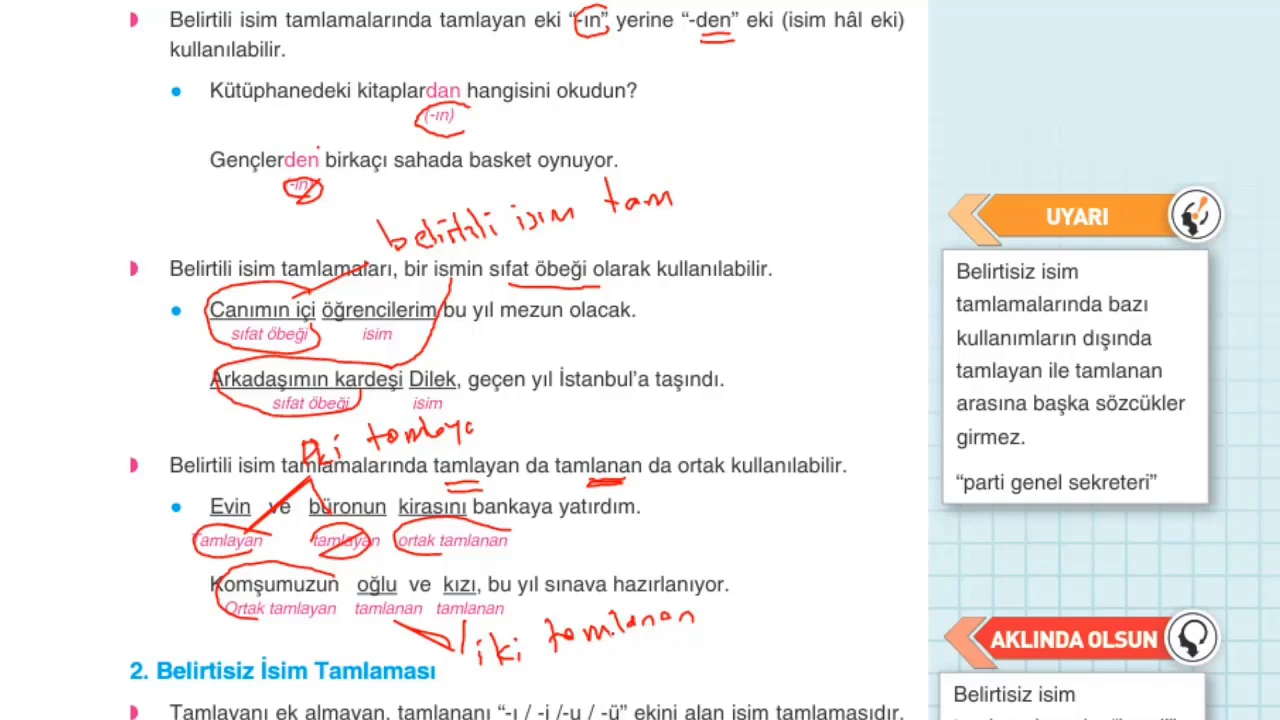 Belirtili isim tamlamalarında tamlayan eki “-ın” yerine “-den” eki (isim hâl eki)
kullanılabilir.
Kütüphanedeki kitaplardan hangisini okudun?
(-ın)
Gençlerden birkaçı sahada basket oynuyor.
(-in)
belirtili isim tam
Belirtili isim tamlamaları, bir ismin sıfat öbeği olarak kullanılabilir.
Canımın içi öğrencilerim bu yıl mezun olacak.
sıfat öbeği isim
Arkadaşımın kardeşi Dilek, geçen yıl İstanbul’a taşındı.
sıfat öbeği isim
iki tamlaya
Belirtili isim tamlamalarında tamlayan da tamlanan da ortak kullanılabilir.
Evin ve büronun kirasını bankaya yatırdım.
Tamlayan tamlayan ortak tamlanan
Komşumuzun oğlu ve kızı, bu yıl sınava hazırlanıyor.
Ortak tamlayan tamlanan tamlanan
iki tamlanan
2. Belirtisiz İsim Tamlaması
Tamlayanı ek almayan, tamlananı “-ı / -i /-u / -ü” ekini alan isim tamlamasıdır.
UYARI
Belirtisiz isim
tamlamalarında bazı
kullanımların dışında
tamlayan ile tamlanan
arasına başka sözcükler
girmez.
“parti genel sekreteri”
AKLINDA OLSUN
Belirtisiz isim